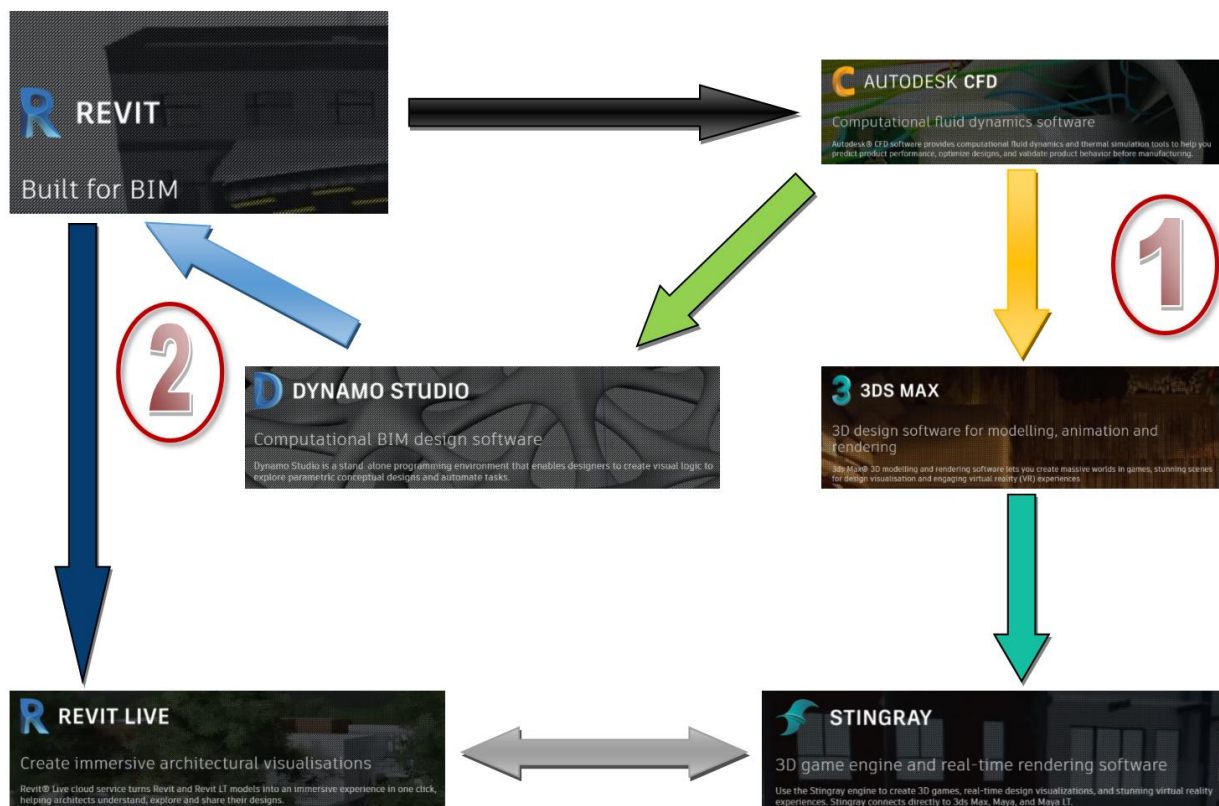 REVIT
Built for BIM
AUTODESK CFD
Computational fluid dynamics software
Autodesk® CFD software provides computational fluid dynamics and thermal simulation tools to help you
predict product performance, optimize designs, and validate product behavior before manufacturing.
1
2
DYNAMO STUDIO
Computational BIM design software
Dynamo Studio is a stand-alone programming environment that enables designers to create visual logic to
explore parametric conceptual designs and automate tasks.
3DS MAX
3D design software for modelling, animation and
rendering
3ds Max® 3D modelling and rendering software lets you create massive worlds in games, stunning scenes
for design visualisation and engaging virtual reality (VR) experiences
REVIT LIVE
Create immersive architectural visualisations
Revit® Live cloud service turns Revit and Revit LT models into an immersive experience in one click,
helping architects understand, explore and share their designs.
STINGRAY
3D game engine and real-time rendering software
Use the Stingray engine to create 3D games, real-time design visualizations, and stunning virtual reality
experiences. Stingray connects directly to 3ds Max, Maya, and Maya LT.